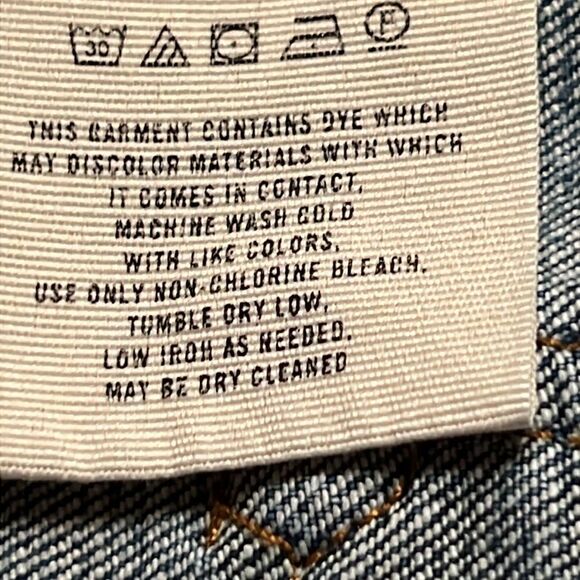 30
P
THIS GARMENT CONTAINS DYE WHICH
MAY DISCOLOR MATERIALS WITH WHICH
IT COMES IN CONTACT.
MACHINE WASH COLD
WITH LIKE COLORS.
USE ONLY NON-CHLORINE BLEACH.
TUMBLE DRY LOW.
LOW IRON AS NEEDED.
MAY BE DRY CLEANED